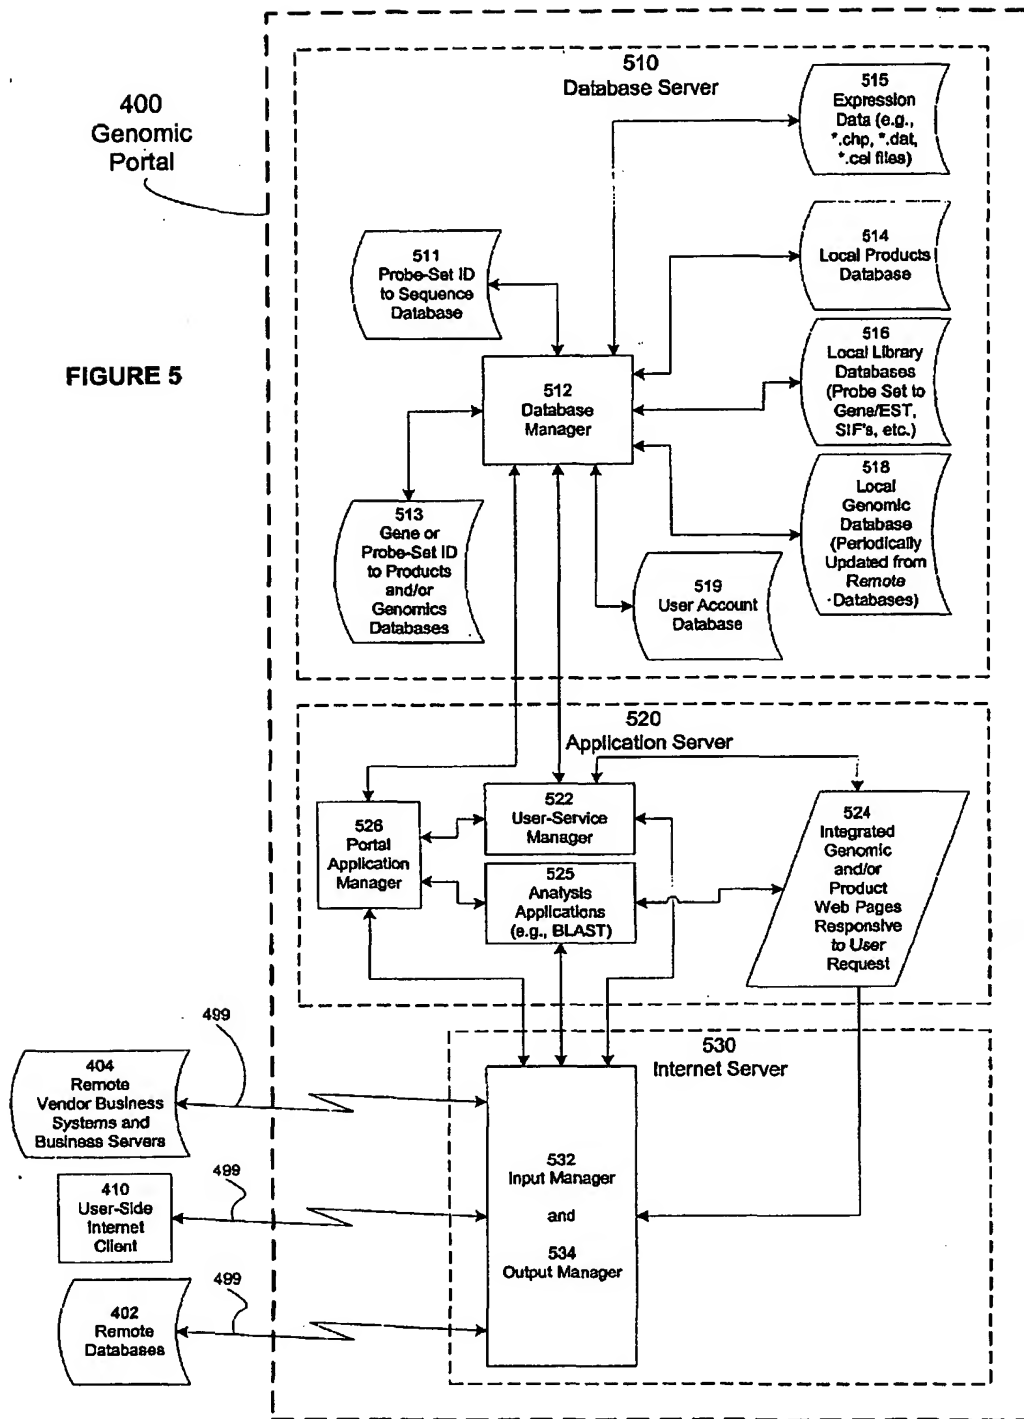 400
Genomic
Portal
FIGURE 5
510
Database Server
515
Expression
Data (e.g.,
*.chp, *.dat,
*.cel files)
514
Local Products
Database
511
Probe-Set ID
to Sequence
Database
516
Local Library
Databases
(Probe Set to
Gene/EST,
SIF's, etc.)
512
Database
Manager
518
Local
Genomic
Database
(Periodically
Updated from
Remote
Databases)
513
Gene or
Probe-Set ID
to Products
and/or
Genomics
Databases
519
User Account
Database
520
Application Server
522
User-Service
Manager
526
Portal
Application
Manager
525
Analysis
Applications
(e.g., BLAST)
524
Integrated
Genomic
and/or
Product
Web Pages
Responsive
to User
Request
530
Internet Server
499
404
Remote
Vendor Business
Systems and
Business Servers
499
410
User-Side
Internet
Client
499
402
Remote
Databases
532
Input Manager
and
534
Output Manager